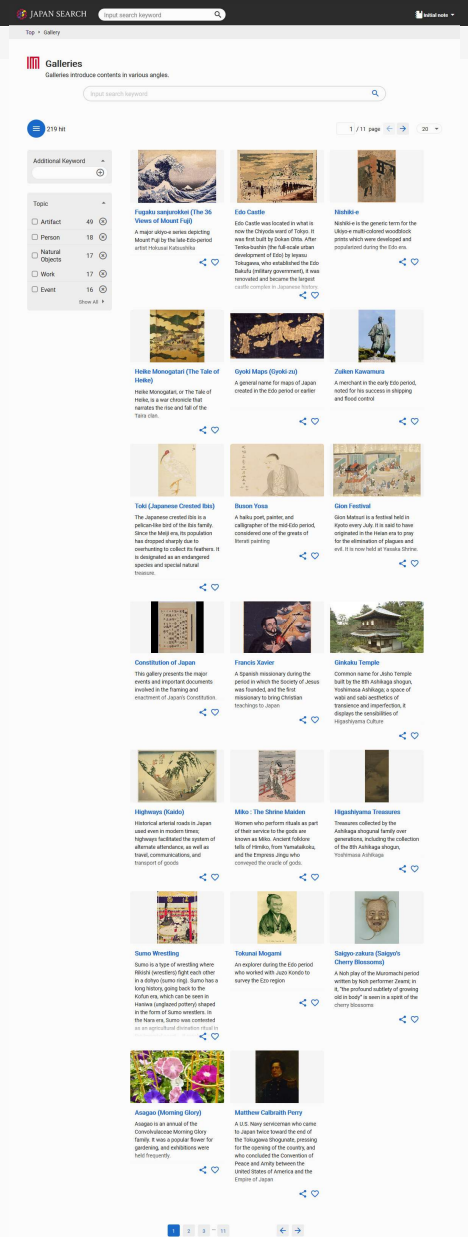 JAPAN SEARCH
Input search keyword
Initial note
Top
Gallery
Galleries
Galleries introduce contents in various angles.
Input search keyword
219 hit
1 / 11 page
20
Additional Keyword
Topic
Artifact 49
Person 18
Natural Objects 17
Work 17
Event 16
Show All
Fugaku sanjurokkei (The 36
Views of Mount Fuji)
A major ukiyo-e series depicting
Mount Fuji by the late-Edo-period
artist Hokusai Katsushika
Edo Castle
Edo Castle was located in what is
now the Chiyoda ward of Tokyo. It
was first built by Dokan Ohta. After
Tenka-bushin (the full-scale urban
development of Edo) by Ieyasu
Tokugawa, who established the Edo
Bakufu (military government), it was
renovated and became the largest
castle complex in Japanese history.
Nishiki-e
Nishiki-e is the generic term for the
ukiyo-e multi-colored woodblock
prints which were developed and
popularized during the Edo era.
Heike Monogatari (The Tale of
Heike)
Heike Monogatari, or The Tale of
Heike, is a war chronicle that
narrates the rise and fall of the
Taira clan.
Gyoki Maps (Gyoki-zu)
A general name for maps of Japan
created in the Edo period or earlier
Zuiken Kawamura
A merchant in the early Edo period,
noted for his success in shipping
and flood control
Toki (Japanese Crested Ibis)
The Japanese crested ibis is a
pelican-like bird of the ibis family.
Since the Meiji era, its population
has dropped sharply due to
overhunting to collect its feathers. It
is designated as an endangered
species and special natural
treasure.
Buson Yosa
A haiku poet, painter, and
calligrapher of the mid-Edo period,
considered one of the greats of
literati painting
Gion Festival
Gion Matsuri is a festival held in
Kyoto every July. It is said to have
originated in the Heian era to pray
for the elimination of plagues and
evil. It is now held at Yasaka Shrine.
Constitution of Japan
This gallery presents the major
events and important documents
involved in the framing and
enactment of Japan's Constitution.
Francis Xavier
A Spanish missionary during the
period in which the Society of Jesus
was founded, and the first
missionary to bring Christian
teachings to Japan
Ginkaku Temple
Common name for Jisho Temple
built by the 8th Ashikaga shogun,
Yoshimasa Ashikaga; a space of
wabi and sabi aesthetics of
transience and imperfection, it
displays the sensibilities of
Higashiyama Culture
Highways (Kaido)
Historical arterial roads in Japan
used even in modern times;
highways facilitated the system of
alternate attendance, as well as
travel, communications, and
transport of goods
Miko : The Shrine Maiden
Women who perform rituals as part
of their service to the gods are
known as Miko. Ancient folklore
tells of Himiko, from Yamataikoku,
and the Empress Jingu who
conveyed the oracle of gods.
Higashiyama Treasures
Treasures collected by the
Ashikaga shogunal family over
generations, including the collection
of the 8th Ashikaga shogun,
Yoshimasa Ashikaga
Sumo Wrestling
Sumo is a type of wrestling where
Rikishi (wrestlers) fight each other
in a dohyo (sumo ring). Sumo has a
long history, going back to the
Kofun era, which can be seen in
Haniwa (unglazed pottery) shaped
in the form of Sumo wrestlers. In
the Nara era, Sumo was contested
as an agricultural divination ritual in
Tokunai Mogami
An explorer during the Edo period
who worked with Juzo Kondo to
survey the Ezo region
Saigyo-zakura (Saigyo's
Cherry Blossoms)
A Noh play of the Muromachi period
written by Noh performer Zeami; in
it, "the profound subtlety of growing
old in body" is seen in a spirit of the
cherry blossoms
Asagao (Morning Glory)
Asagao is an annual of the
Convolvulaceae Morning Glory
family. It was a popular flower for
gardening, and exhibitions were
held frequently.
Matthew Calbraith Perry
A U.S. Navy serviceman who came
to Japan twice toward the end of
the Tokugawa Shogunate, pressing
for the opening of the country, and
who concluded the Convention of
Peace and Amity between the
United States of America and the
Empire of Japan
1 2 3 ... 11